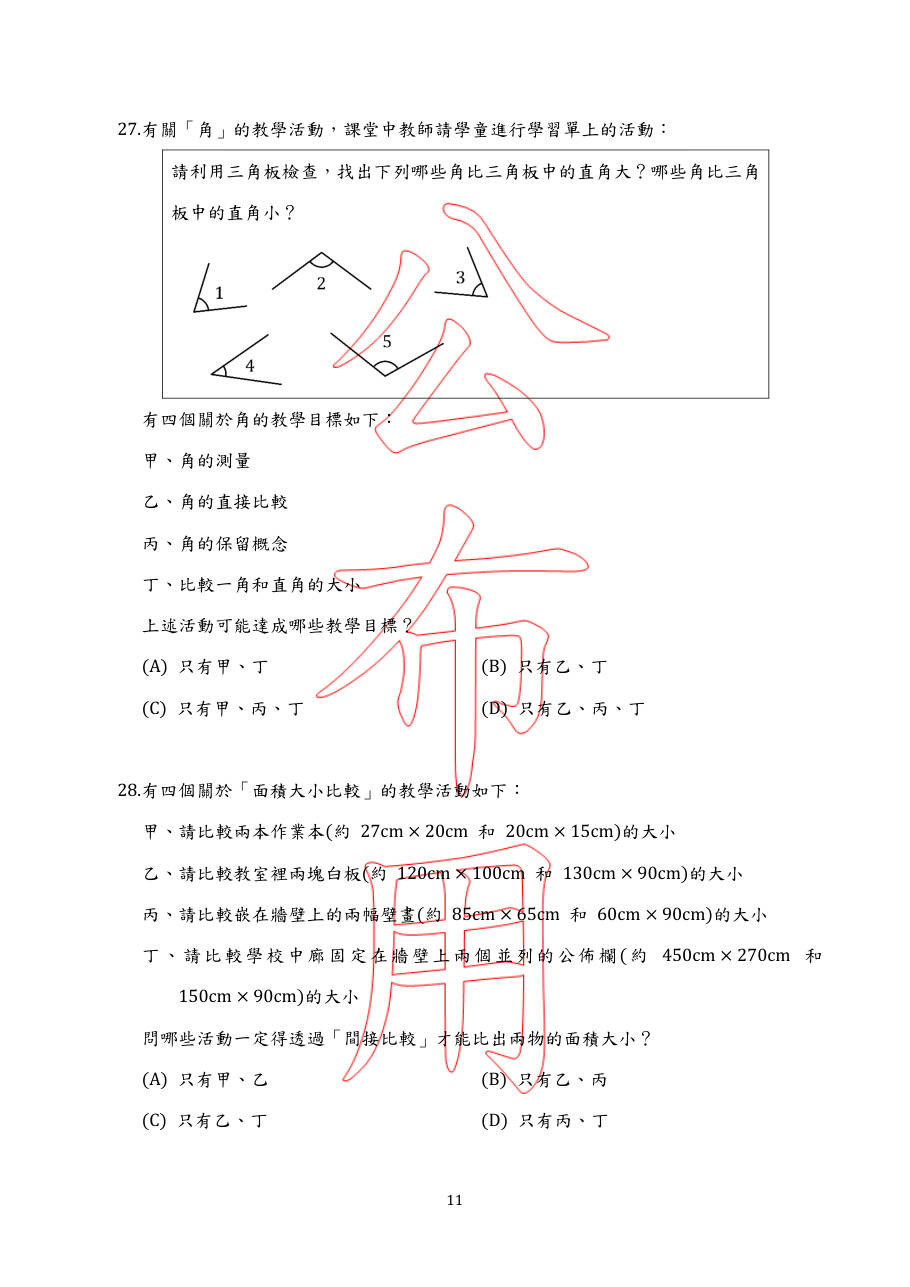 27.有關「角」的教學活動，課堂中教師請學童進行學習單上的活動：
請利用三角板檢查，找出下列哪些角比三角板中的直角大？哪些角比三角
板中的直角小？
1
2
3
4
5
有四個關於角的教學目標如下：
甲、角的測量
乙、角的直接比較
丙、角的保留概念
丁、比較一角和直角的大小
上述活動可能達成哪些教學目標？
(A) 只有甲、丁 (B) 只有乙、丁
(C) 只有甲、丙、丁 (D) 只有乙、丙、丁
28.有四個關於「面積大小比較」的教學活動如下：
甲、請比較兩本作業本(約 27cm × 20cm 和 20cm × 15cm)的大小
乙、請比較教室裡兩塊白板(約 120cm × 100cm 和 130cm × 90cm)的大小
丙、請比較嵌在牆壁上的兩幅壁畫(約 85cm × 65cm 和 60cm × 90cm)的大小
丁、請比較學校中廊固定在牆壁上兩個並列的公佈欄(約 450cm × 270cm 和
150cm × 90cm)的大小
問哪些活動一定得透過「間接比較」才能比出兩物的面積大小？
(A) 只有甲、乙 (B) 只有乙、丙
(C) 只有乙、丁 (D) 只有丙、丁
11
公布用